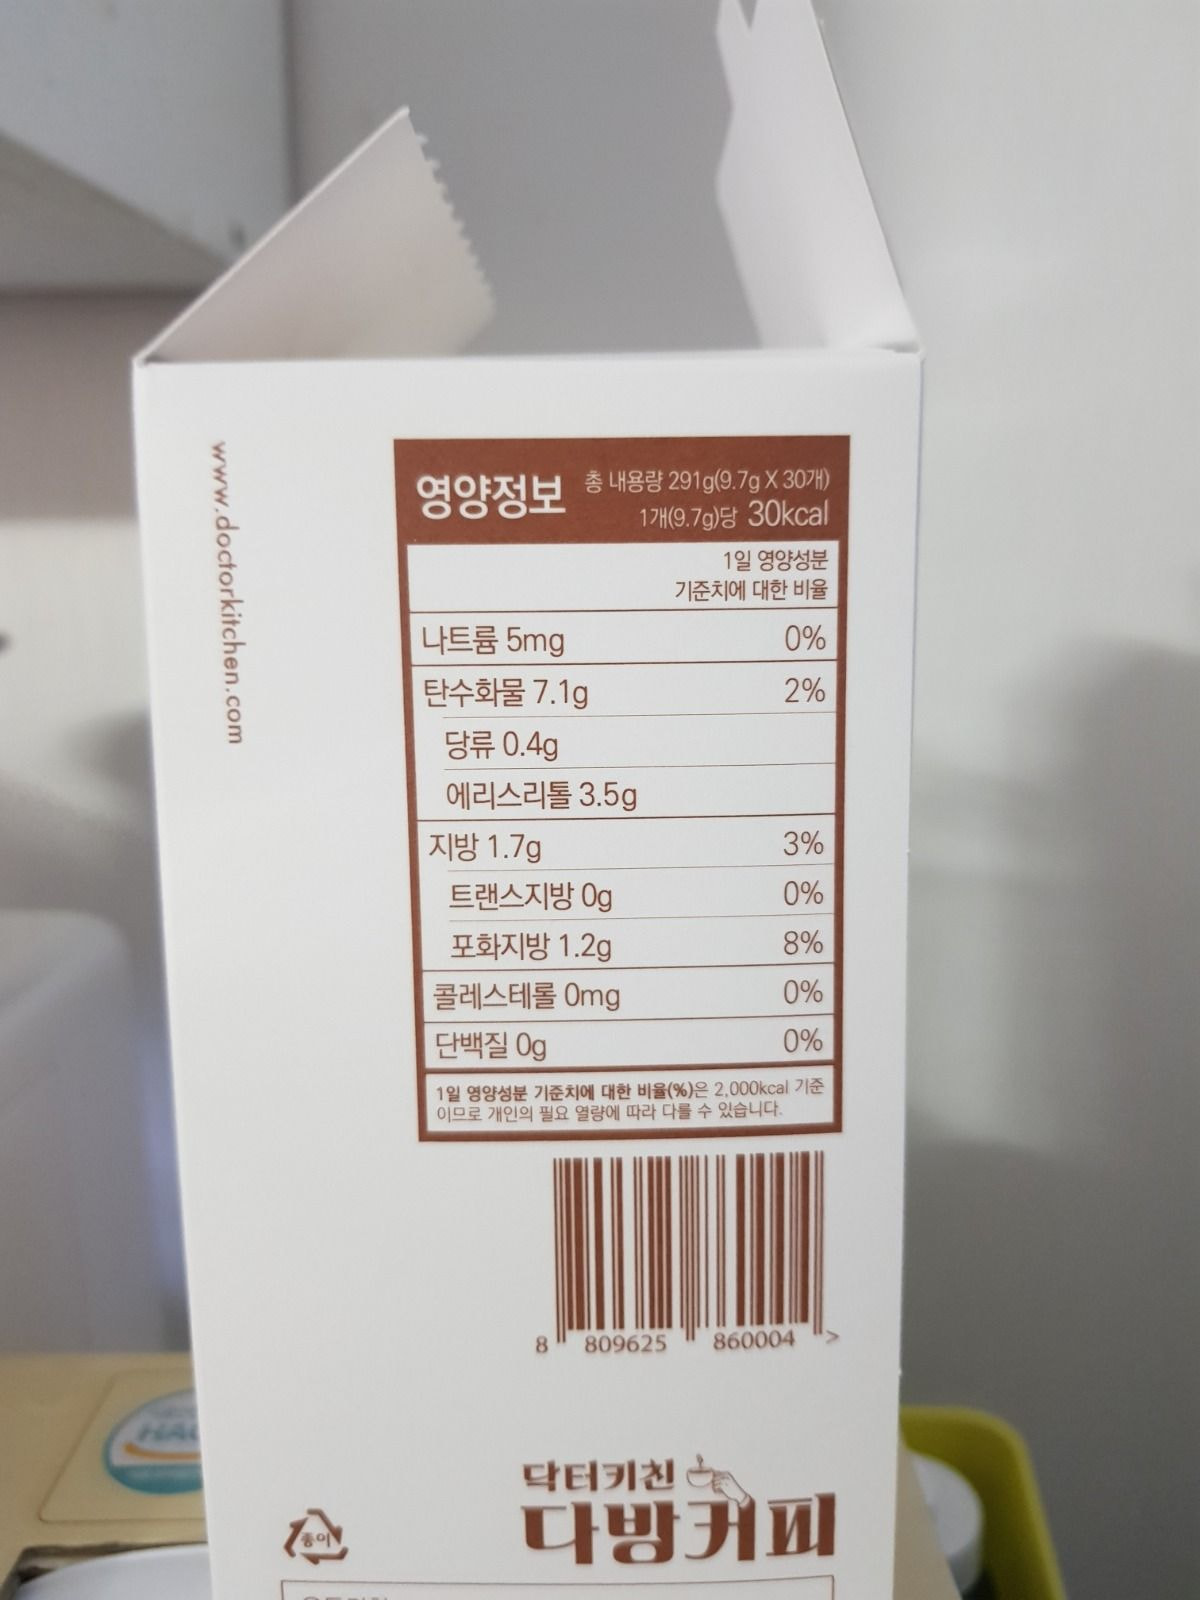 www.doctorkitchen.com
영양정보
총 내용량 291g(9.7g X 30개)
1개(9.7g)당 30kcal
1일 영양성분
기준치에 대한 비율
나트륨 5mg 0%
탄수화물 7.1g 2%
당류 0.4g
에리스리톨 3.5g
지방 1.7g 3%
트랜스지방 0g 0%
포화지방 1.2g 8%
콜레스테롤 0mg 0%
단백질 0g 0%
1일 영양성분 기준치에 대한 비율(%)은 2,000kcal 기준
이므로 개인의 필요 열량에 따라 다를 수 있습니다.
8 809625 860004 >
닥터키친
다방커피
종이